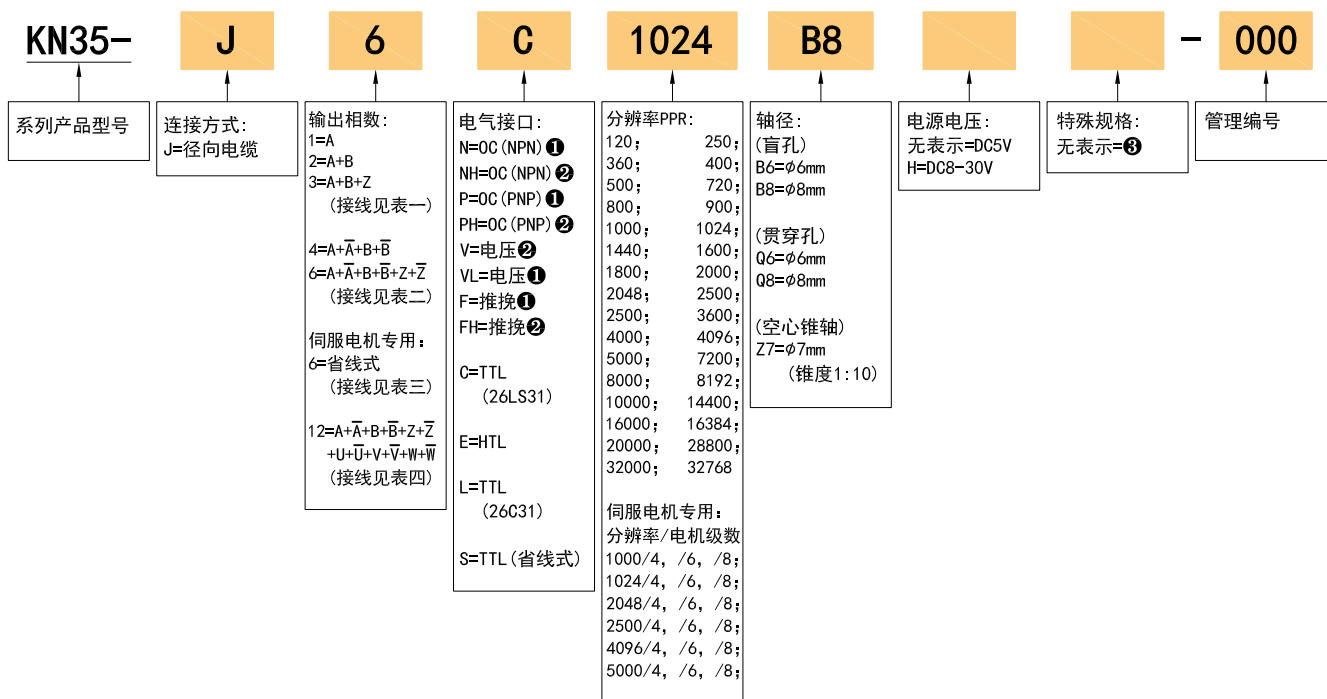 KN35- J 6 C 1024 B8 - 000
系列产品型号
连接方式:
J=径向电缆
输出相数:
1=A
2=A+B
3=A+B+Z
(接线见表一)
4=A+A̅+B+B̅
6=A+A̅+B+B̅+Z+Z̅
(接线见表二)
伺服电机专用:
6=省线式
(接线见表三)
12=A+A̅+B+B̅+Z+Z̅
+U+U̅+V+V̅+W+W̅
(接线见表四)
电气接口:
N=OC(NPN)❶
NH=OC(NPN)❷
P=OC(PNP)❶
PH=OC(PNP)❷
V=电压❷
VL=电压❶
F=推挽❶
FH=推挽❷
C=TTL
(26LS31)
E=HTL
L=TTL
(26C31)
S=TTL(省线式)
分辨率PPR:
120; 250;
360; 400;
500; 720;
800; 900;
1000; 1024;
1440; 1600;
1800; 2000;
2048; 2500;
2500; 3600;
4000; 4096;
5000; 7200;
8000; 8192;
10000; 14400;
16000; 16384;
20000; 28800;
32000; 32768
伺服电机专用:
分辨率/电机级数
1000/4, /6, /8;
1024/4, /6, /8;
2048/4, /6, /8;
2500/4, /6, /8;
4096/4, /6, /8;
5000/4, /6, /8;
轴径:
(盲孔)
B6=φ6mm
B8=φ8mm
(贯穿孔)
Q6=φ6mm
Q8=φ8mm
(空心锥轴)
Z7=φ7mm
(锥度1:10)
电源电压:
无表示=DC5V
H=DC8-30V
特殊规格:
无表示=❸
管理编号